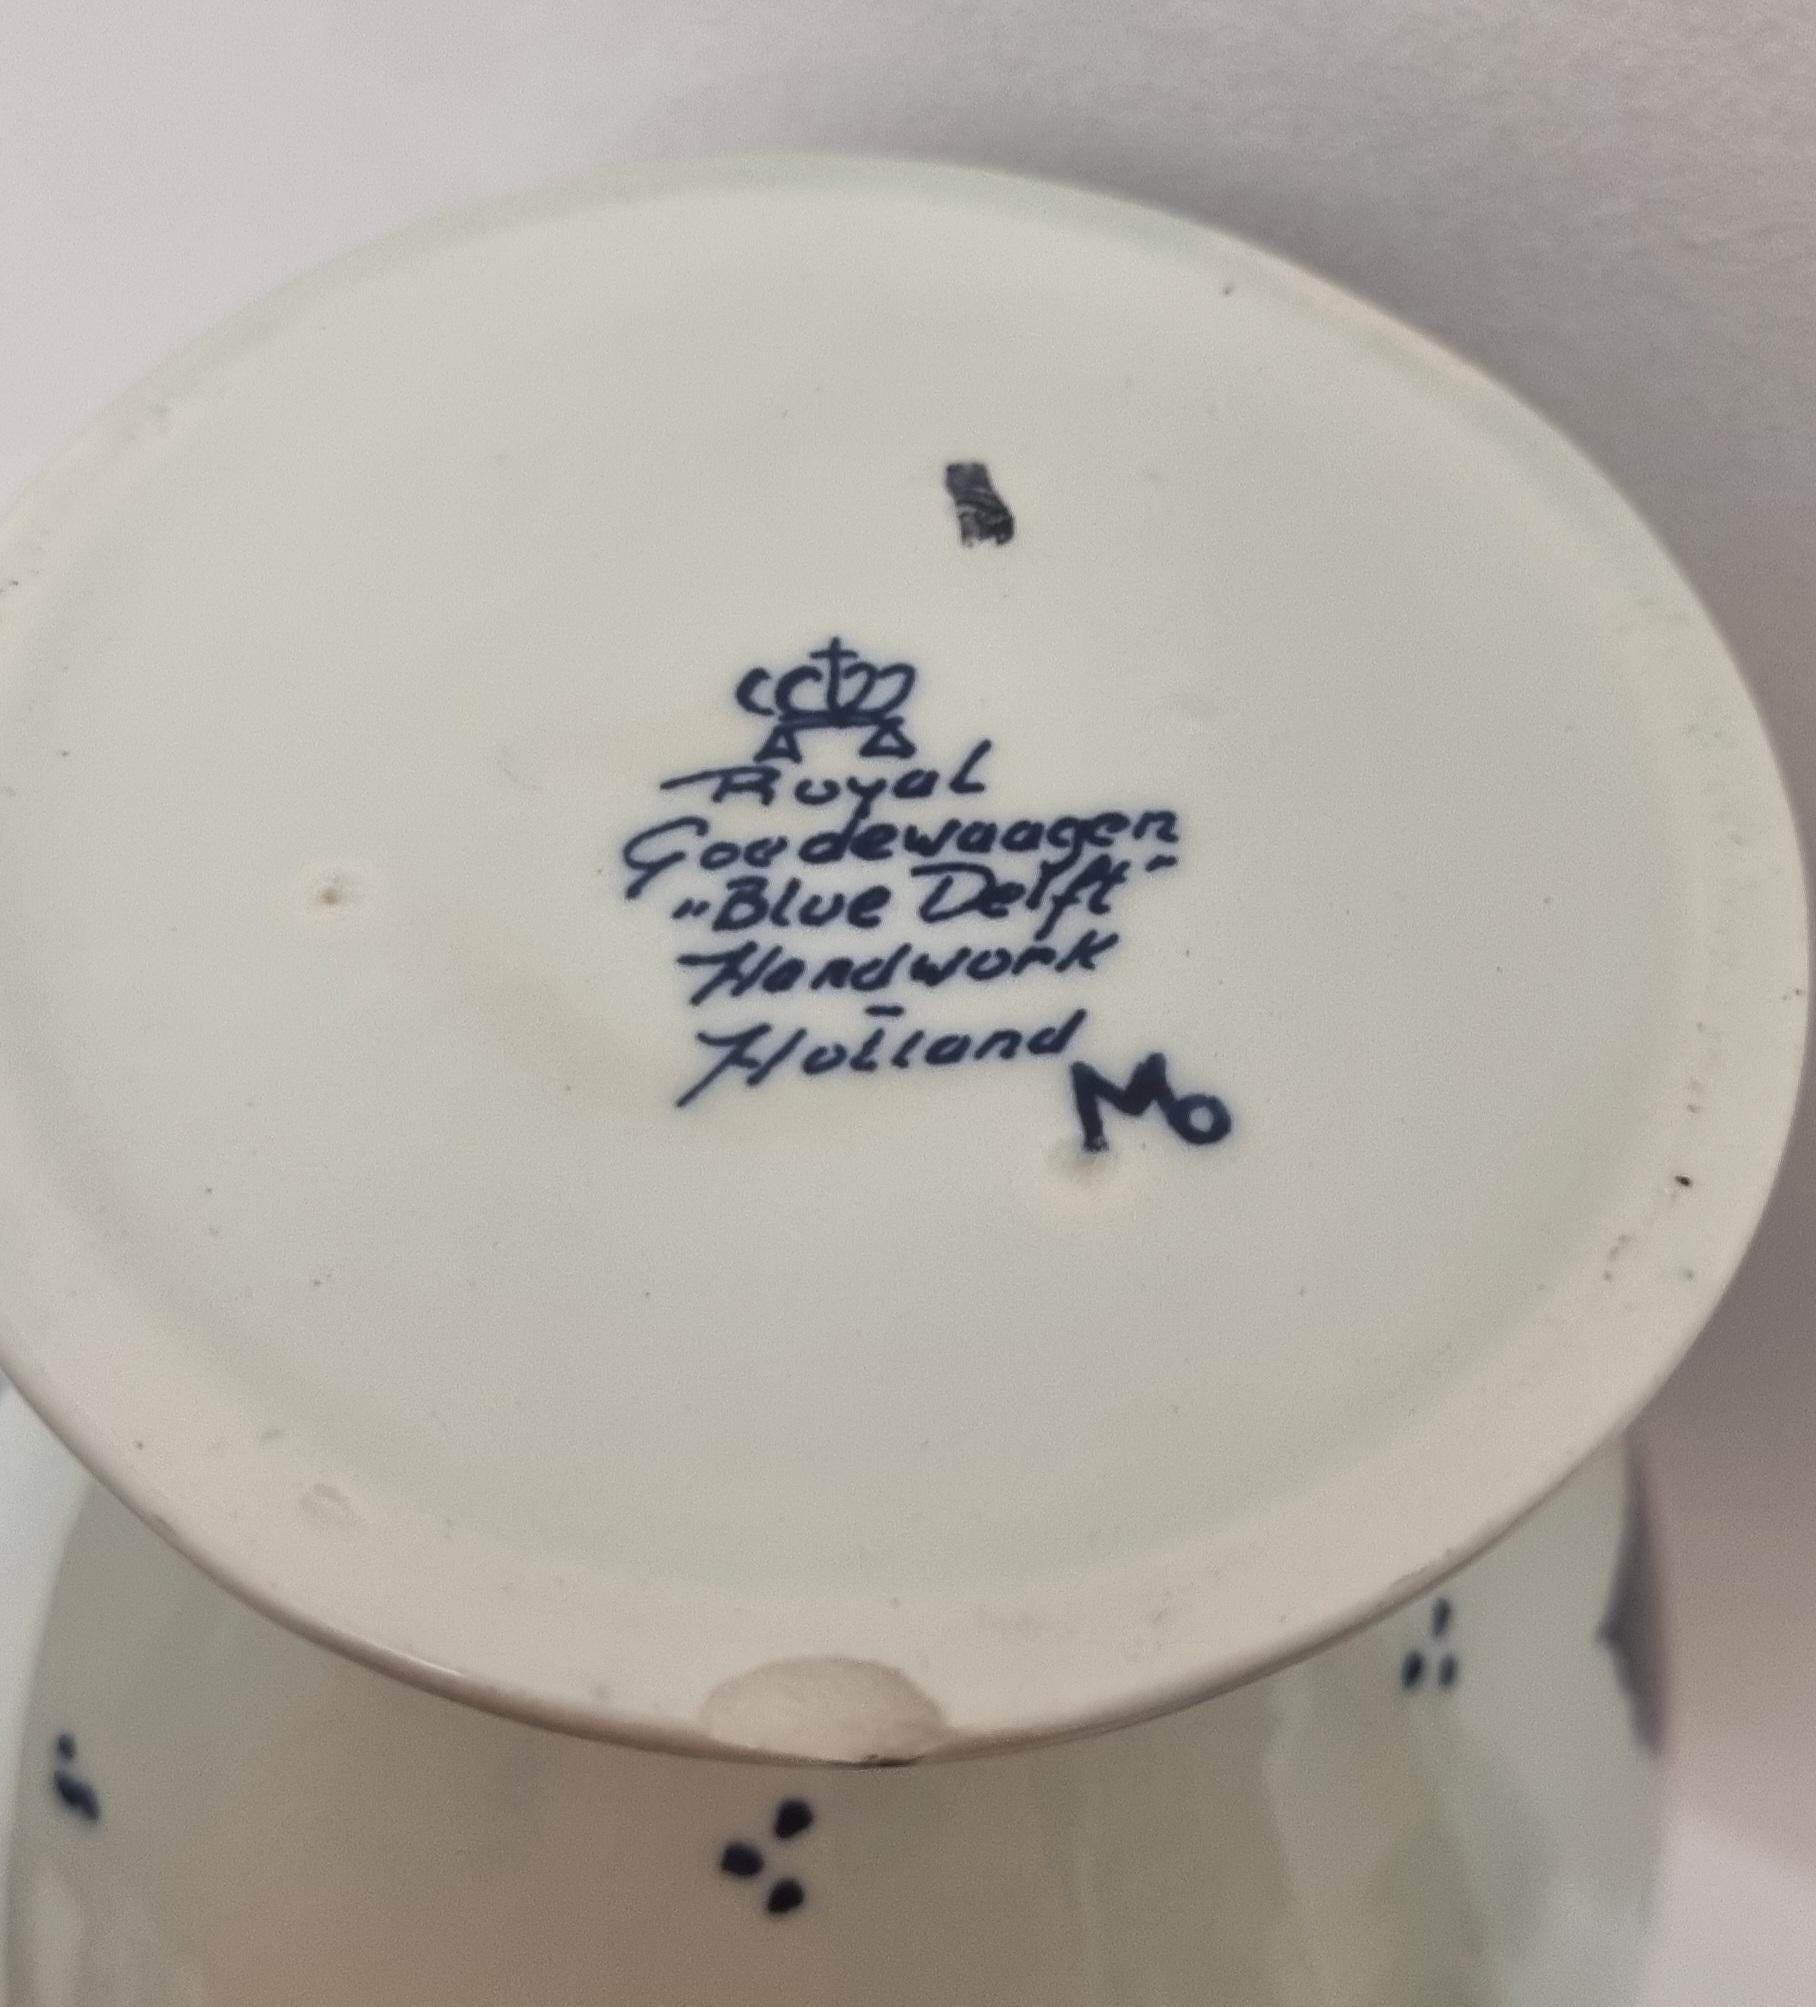 Royal
Goedewaagen
„Blue Delft"
Handwork
-
Holland
Mo